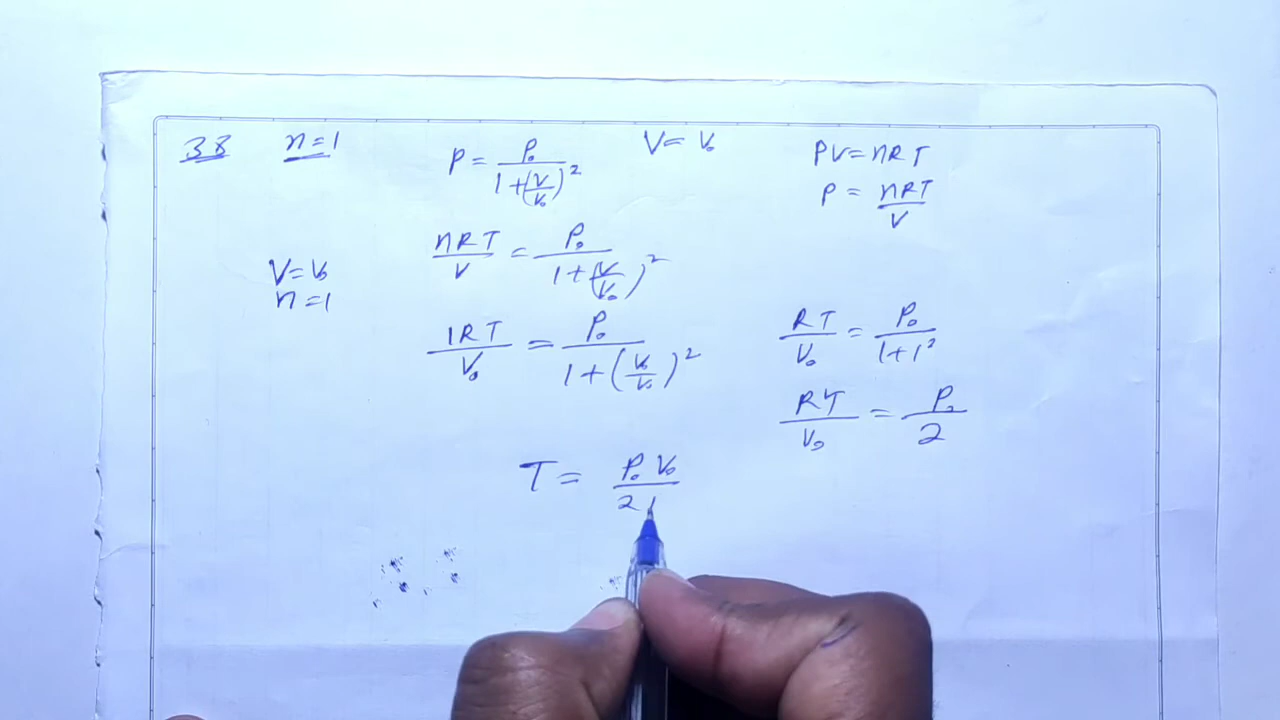 38 n=1 P = P₀/(1+(V/V₀)²) V = V₀ PV = nRT
P = nRT/V
nRT/V = P₀/(1+(V/V₀)²)
V = V₀
n = 1
1RT/V₀ = P₀/(1+(V₀/V₀)²) RT/V₀ = P₀/(1+1²)
RT/V₀ = P₀/2
T = P₀V₀/2